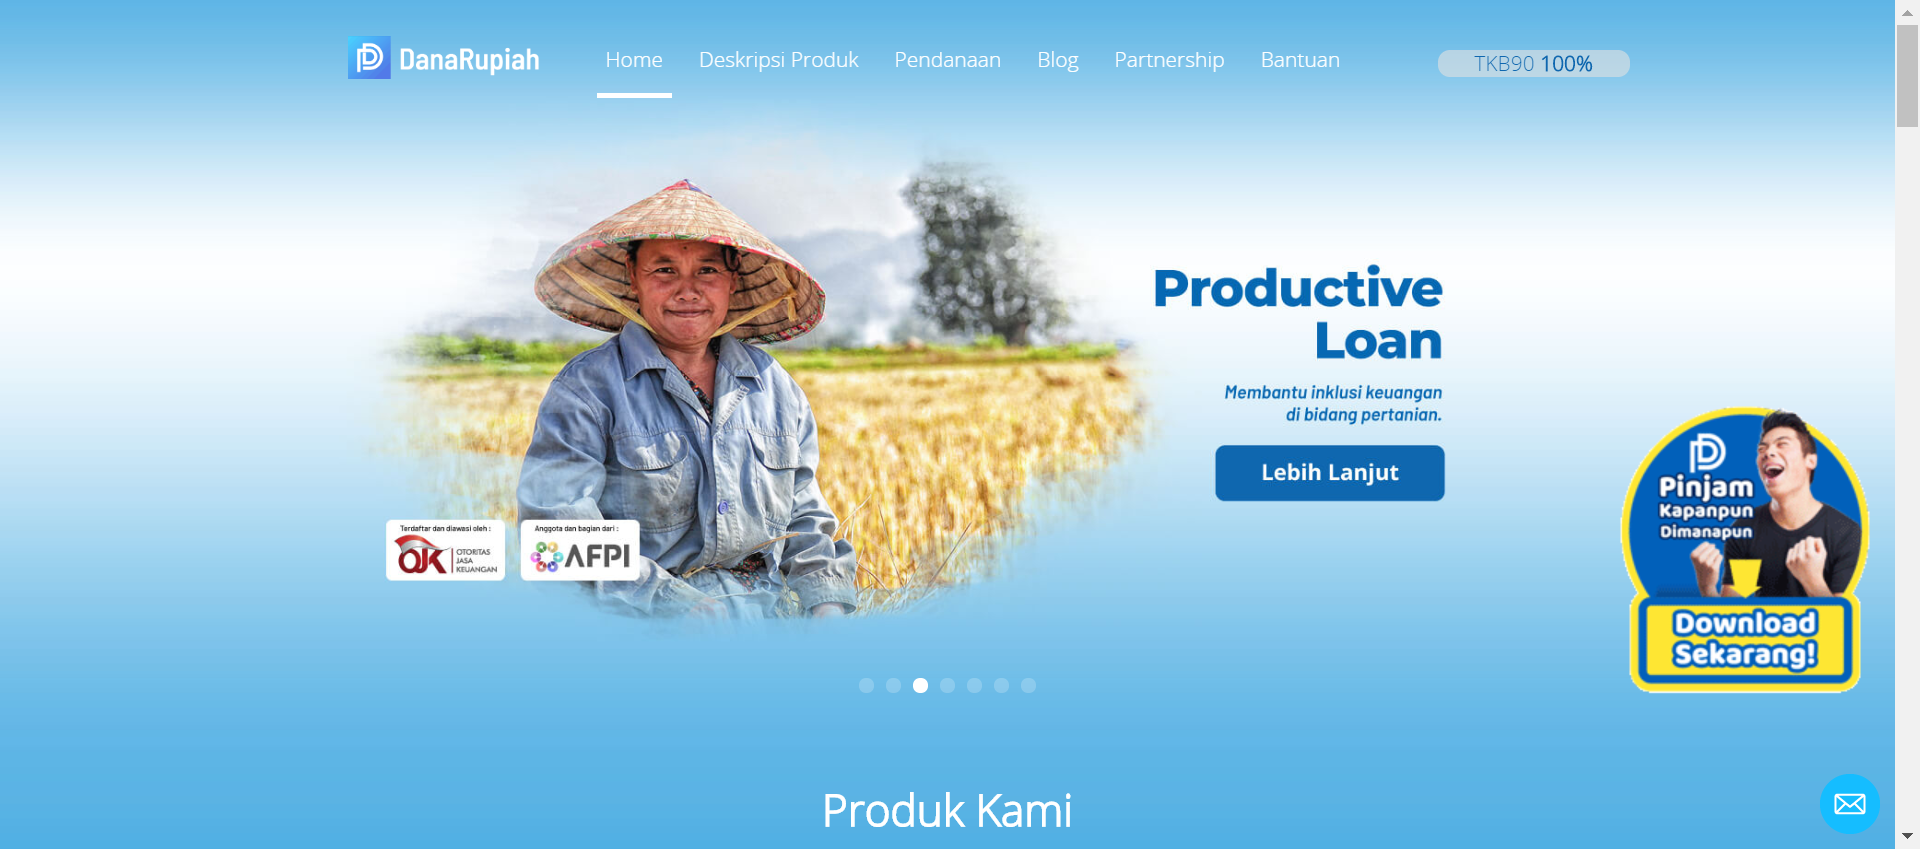 DanaRupiah
Home
Deskripsi Produk
Pendanaan
Blog
Partnership
Bantuan
TKB90 100%
Productive
Loan
Membantu inklusi keuangan
di bidang pertanian.
Lebih Lanjut
Terdaftar dan diawasi oleh :
OJK
OTORITAS
JASA
KEUANGAN
Anggota dan bagian dari :
AFPI
Pinjam
Kapanpun
Dimanapun
Download
Sekarang!
Produk Kami